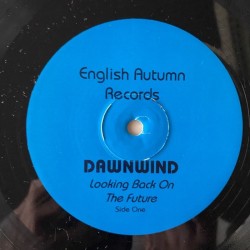 English Autumn
Records
DAWNWIND
Looking Back On
The Future
Side One